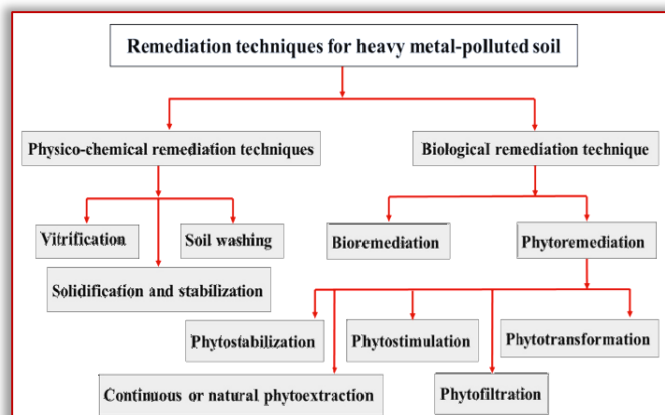 Remediation techniques for heavy metal-polluted soil
Physico-chemical remediation techniques
Biological remediation technique
Vitrification
Soil washing
Bioremediation
Phytoremediation
Solidification and stabilization
Phytostabilization
Phytostimulation
Phytotransformation
Continuous or natural phytoextraction
Phytofiltration